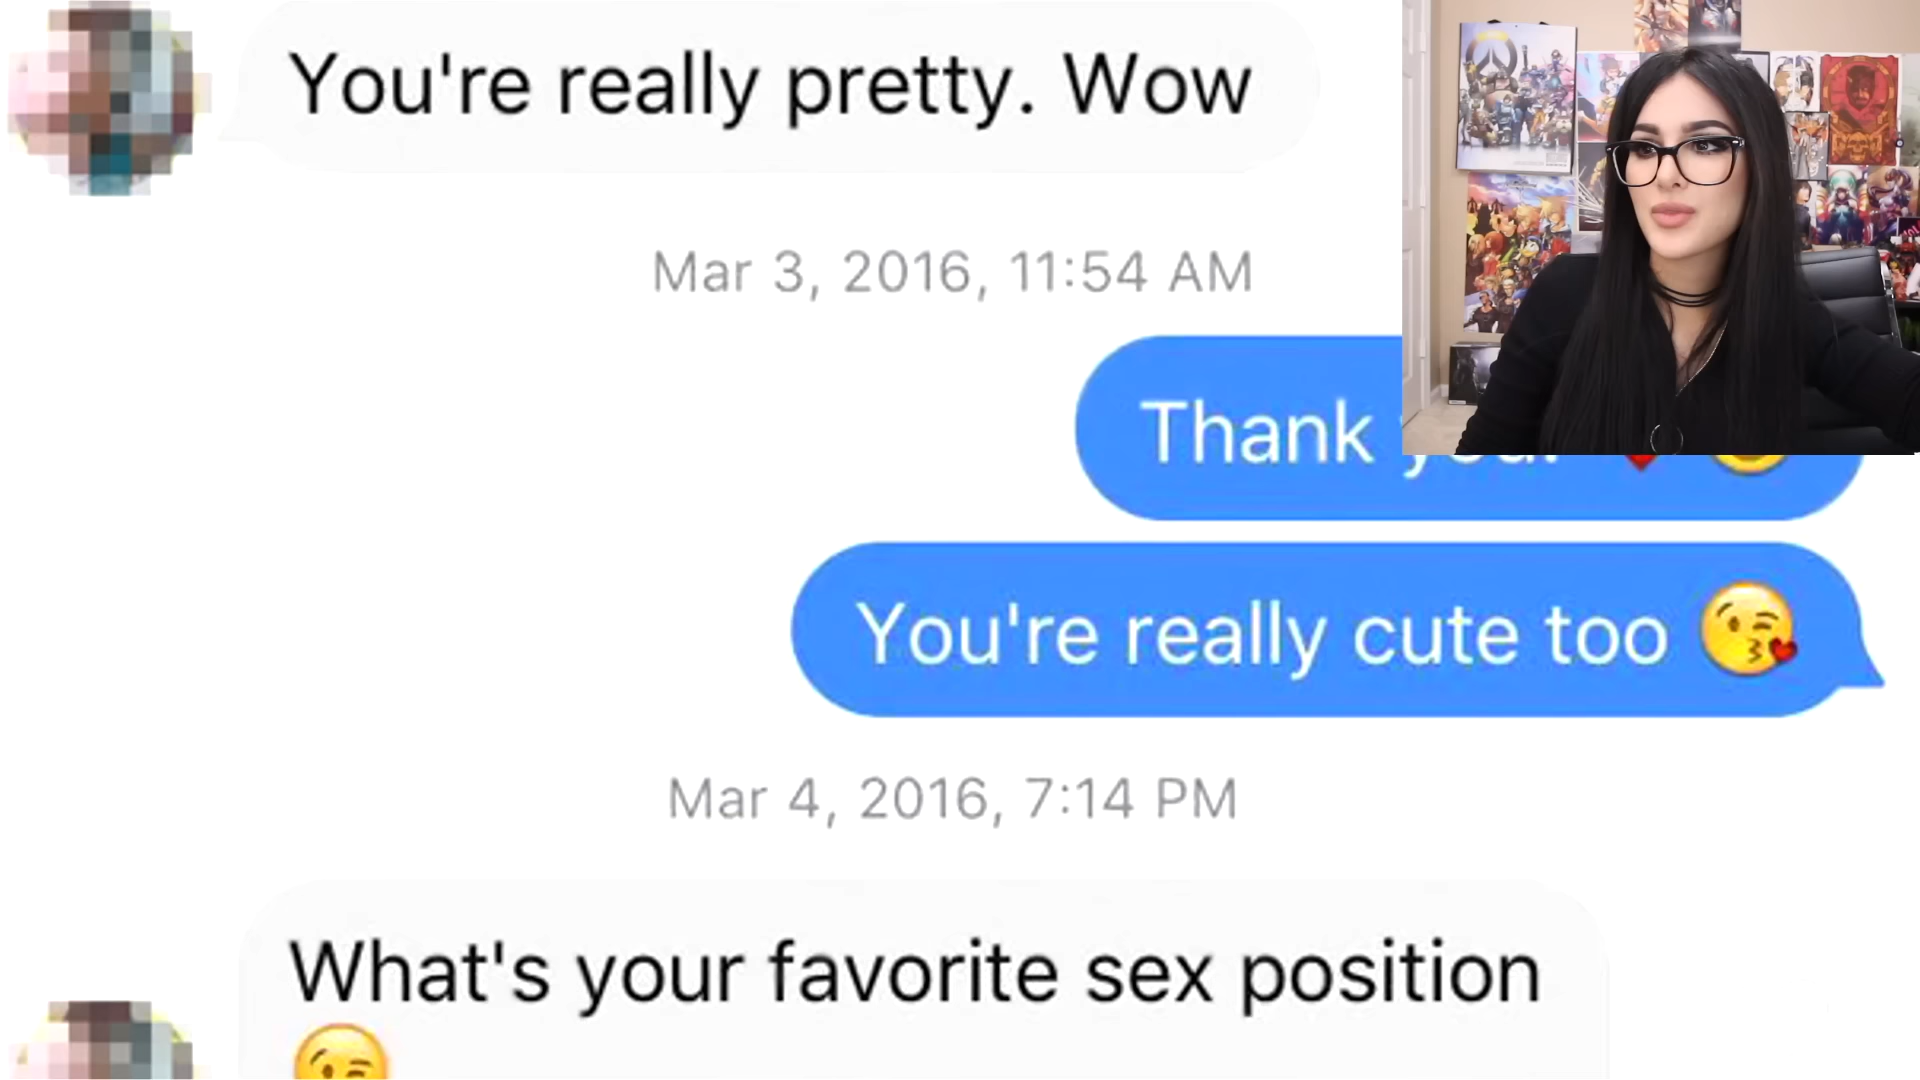 You're really pretty. Wow
Mar 3, 2016, 11:54 AM
Thank you!
You're really cute too 😘
Mar 4, 2016, 7:14 PM
What's your favorite sex position